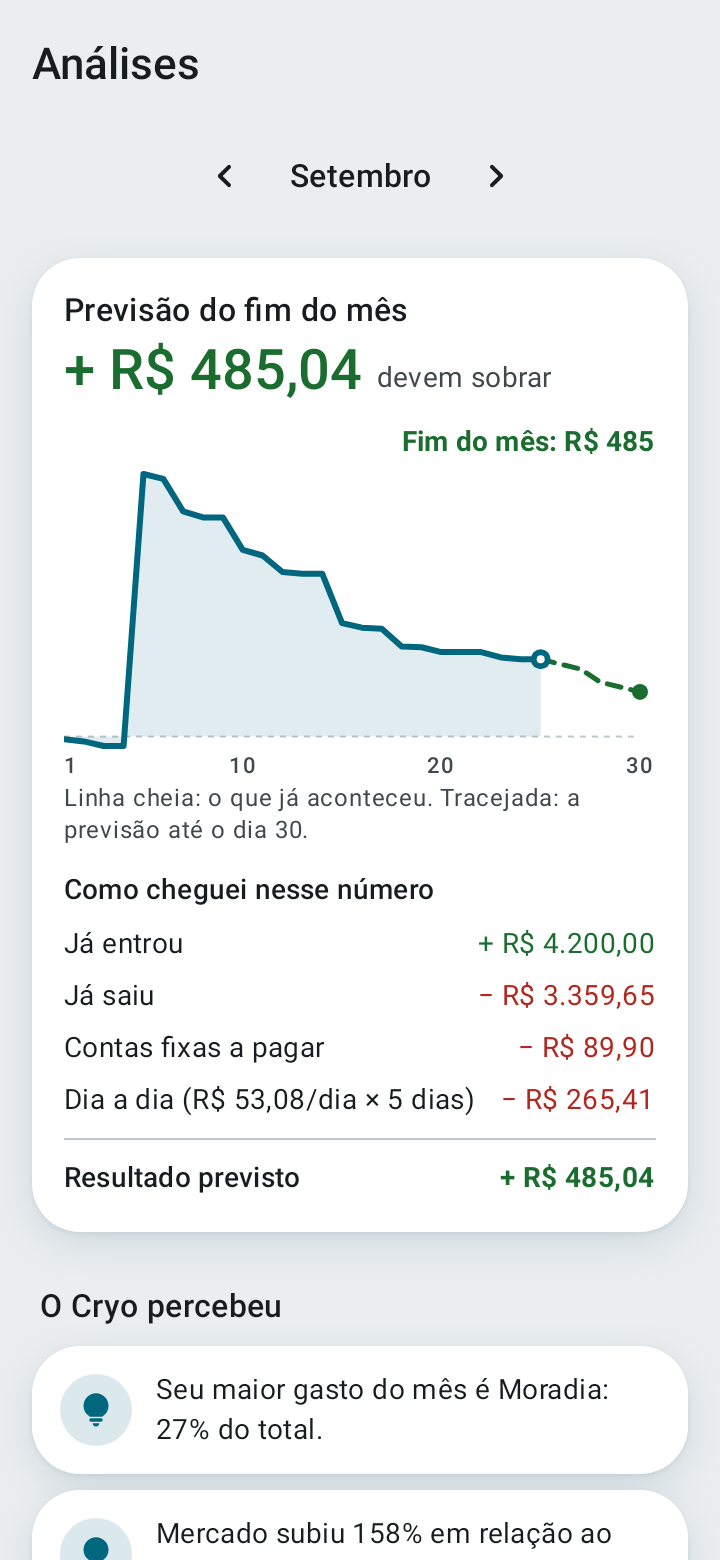 Análises
Setembro
Previsão do fim do mês
+ R$ 485,04 devem sobrar
Fim do mês: R$ 485
1 10 20 30
Linha cheia: o que já aconteceu. Tracejada: a
previsão até o dia 30.
Como cheguei nesse número
Já entrou + R$ 4.200,00
Já saiu − R$ 3.359,65
Contas fixas a pagar − R$ 89,90
Dia a dia (R$ 53,08/dia × 5 dias) − R$ 265,41
Resultado previsto + R$ 485,04
O Cryo percebeu
Seu maior gasto do mês é Moradia:
27% do total.
Mercado subiu 158% em relação ao